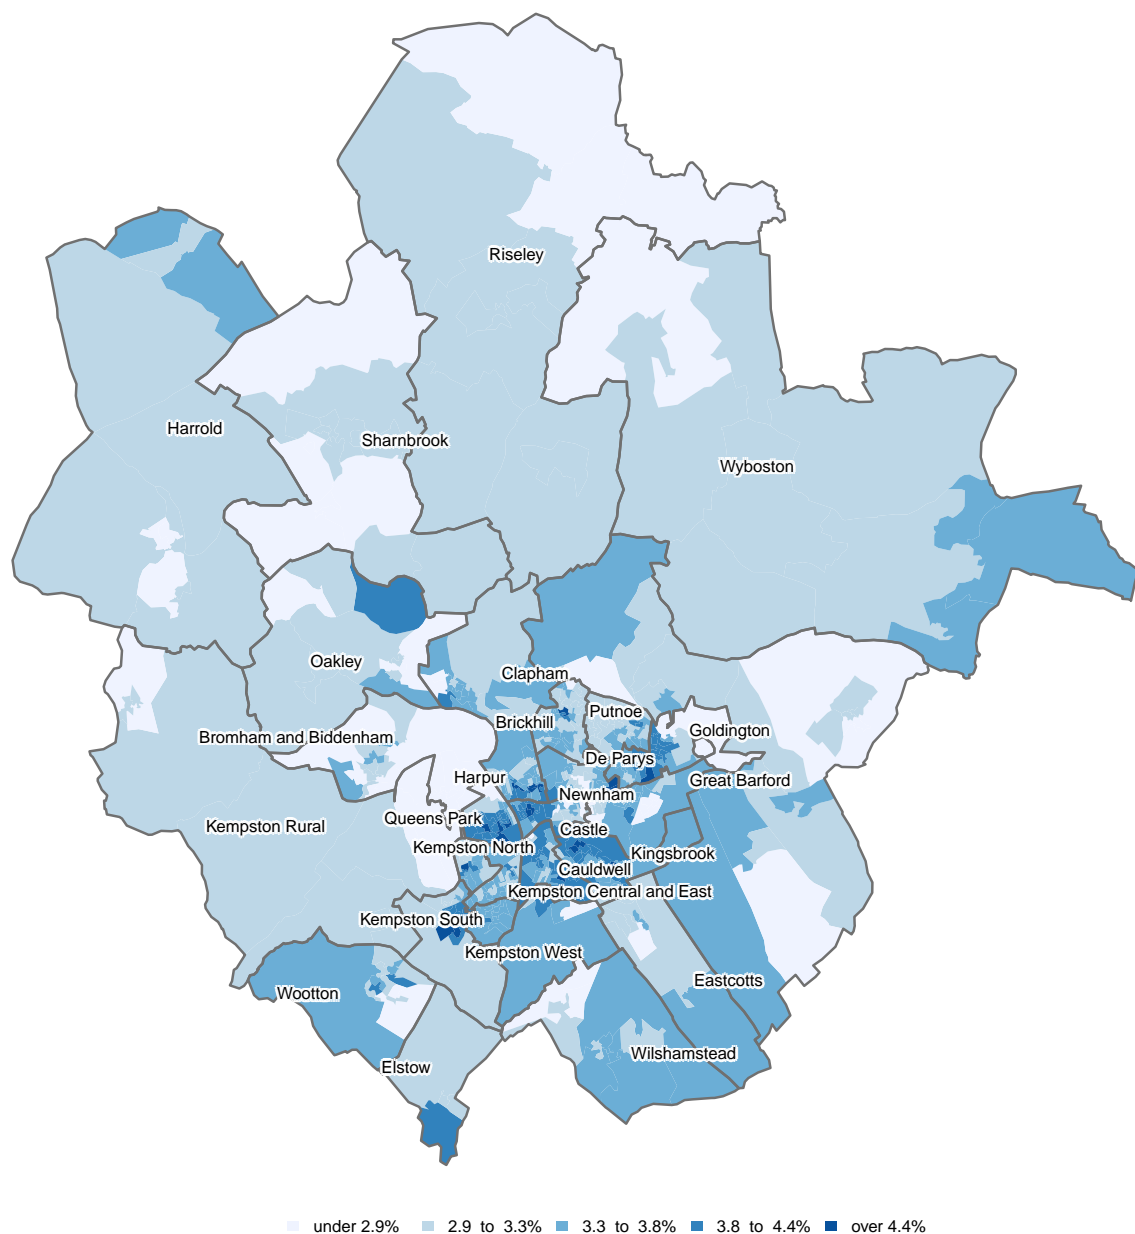 Riseley
Harrold
Sharnbrook
Wyboston
Oakley
Clapham
Putnoe
Brickhill
Goldington
Bromham and Biddenham
De Parys
Harpur
Great Barford
Newnham
Queens Park
Kempston Rural
Castle
Kempston North
Kingsbrook
Cauldwell
Kempston Central and East
Kempston South
Kempston West
Eastcotts
Wootton
Wilshamstead
Elstow
under 2.9% 2.9 to 3.3% 3.3 to 3.8% 3.8 to 4.4% over 4.4%